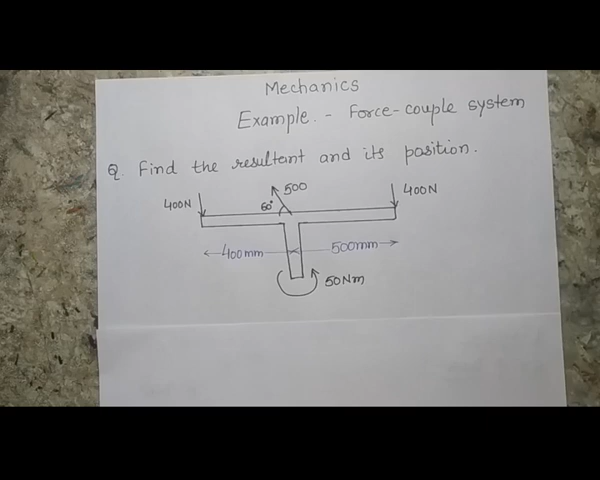 Mechanics
Example. - Force-couple system
Q. Find the resultant and its position.
400N
60°
500
400N
400mm
500mm
50Nm